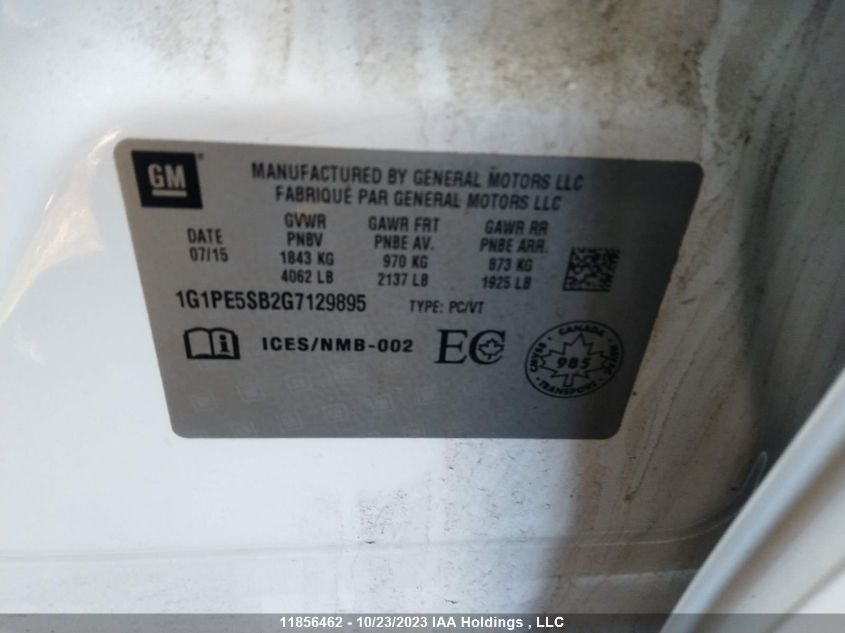 GM
MANUFACTURED BY GENERAL MOTORS LLC
FABRIQUÉ PAR GENERAL MOTORS LLC
DATE
07/15
GVWR
PNBV
1843 KG
4062 LB
GAWR FRT
PNBE AV.
970 KG
2137 LB
GAWR RR
PNBE ARR.
873 KG
1925 LB
1G1PE5SB2G7129895 TYPE: PC/VT
i ICES/NMB-002 EC
CANADA
CMVSS
985
NSVAC
TRANSPORT
11856462 - 10/23/2023 IAA Holdings , LLC